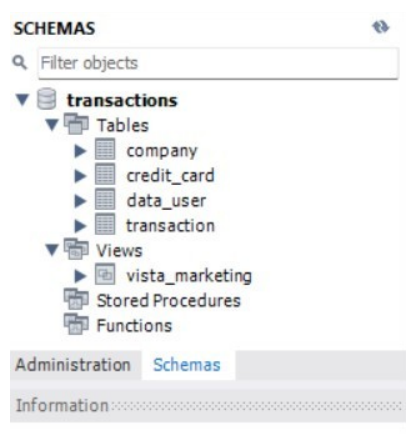 SCHEMAS
Filter objects
transactions
Tables
company
credit_card
data_user
transaction
Views
vista_marketing
Stored Procedures
Functions
Administration Schemas
Information